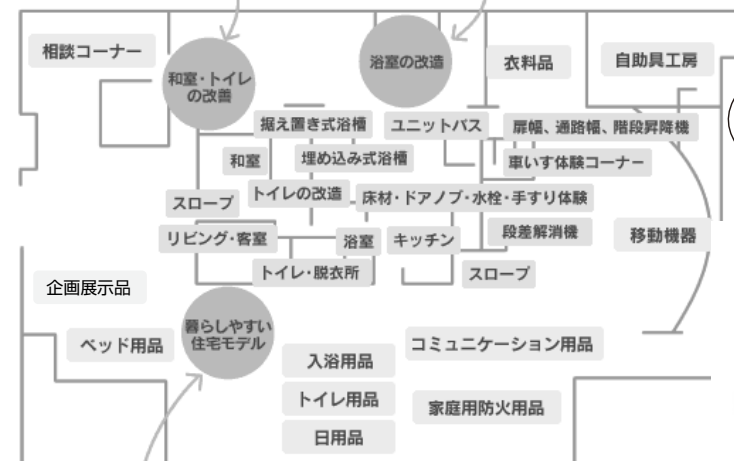 相談コーナー
和室・トイレ
の改善
浴室の改造
衣料品
自助具工房
据え置き式浴槽
ユニットバス
扉幅、通路幅、階段昇降機
和室
埋め込み式浴槽
車いす体験コーナー
スロープ
トイレの改造
床材・ドアノブ・水栓・手すり体験
リビング・客室
浴室
キッチン
段差解消機
移動機器
トイレ・脱衣所
スロープ
企画展示品
暮らしやすい
住宅モデル
ベッド用品
入浴用品
コミュニケーション用品
トイレ用品
家庭用防火用品
日用品